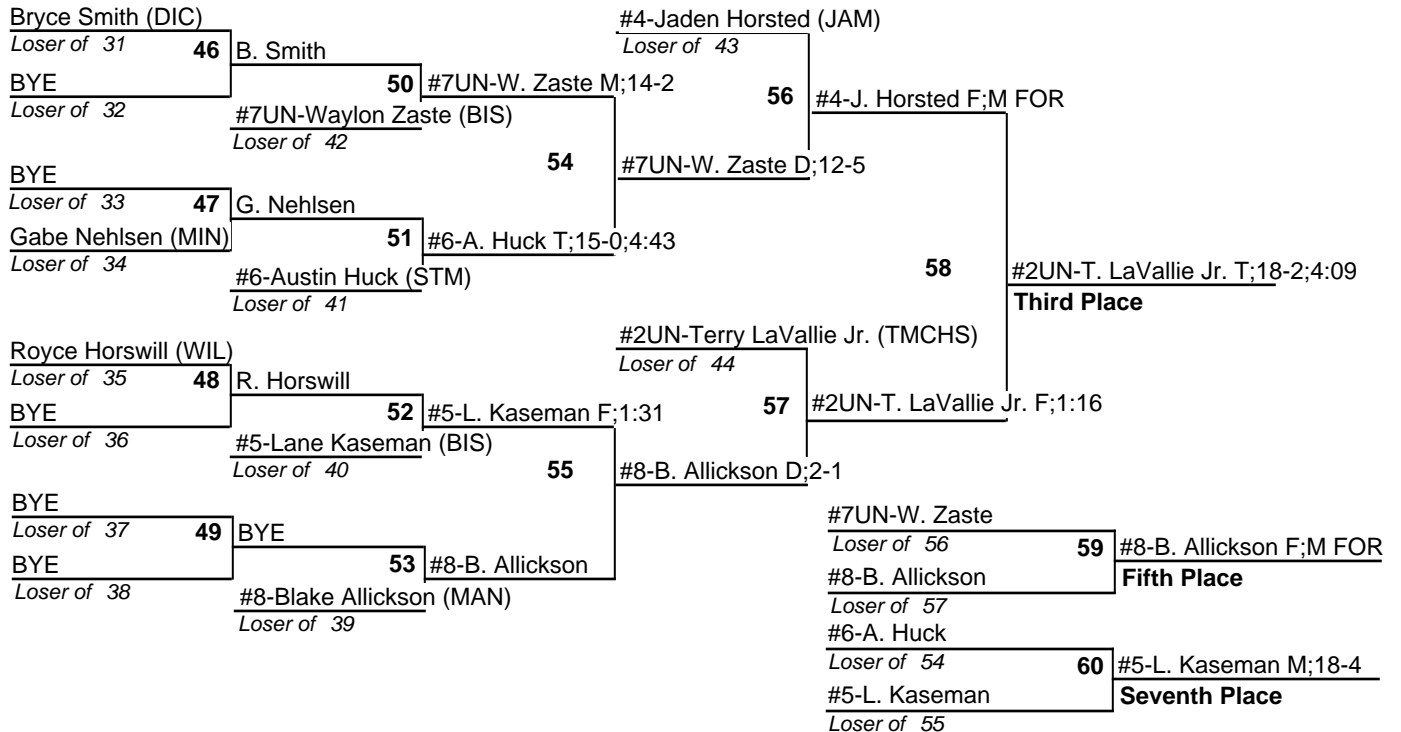 Bryce Smith (DIC)
Loser of 31
46
B. Smith
BYE
Loser of 32
50
#7UN-W. Zaste M;14-2
#7UN-Waylon Zaste (BIS)
Loser of 42
BYE
Loser of 33
47
G. Nehlsen
Gabe Nehlsen (MIN)
Loser of 34
51
#6-A. Huck T;15-0;4:43
#6-Austin Huck (STM)
Loser of 41
54
#7UN-W. Zaste D;12-5
#4-Jaden Horsted (JAM)
Loser of 43
56
#4-J. Horsted F;M FOR
Royce Horswill (WIL)
Loser of 35
48
R. Horswill
BYE
Loser of 36
52
#5-L. Kaseman F;1:31
#5-Lane Kaseman (BIS)
Loser of 40
BYE
Loser of 37
49
BYE
BYE
Loser of 38
53
#8-B. Allickson
#8-Blake Allickson (MAN)
Loser of 39
55
#8-B. Allickson D;2-1
#2UN-Terry LaVallie Jr. (TMCHS)
Loser of 44
57
#2UN-T. LaVallie Jr. F;1:16
58
#2UN-T. LaVallie Jr. T;18-2;4:09
Third Place
#7UN-W. Zaste
Loser of 56
59
#8-B. Allickson F;M FOR
#8-B. Allickson
Fifth Place
Loser of 57
#6-A. Huck
Loser of 54
60
#5-L. Kaseman M;18-4
#5-L. Kaseman
Seventh Place
Loser of 55